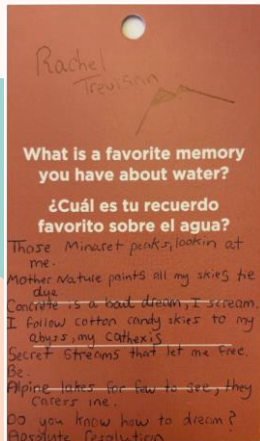 Rachel
Trevisan
What is a favorite memory
you have about water?
¿Cuál es tu recuerdo
favorito sobre el agua?
Those Minaret peaks, lookin at
me.
Mother Nature paints all my skies tie
dye
Concrete is a bad dream, I scream.
I follow cotton candy skies to my
abyss, my cathexis
Secret streams that let me free.
Be.
Alpine lakes for few to see, they
caress me.
Do you know how to dream?
Absolute